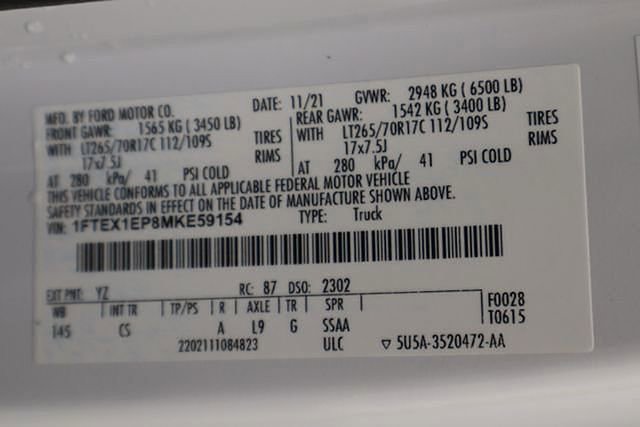 MFD. BY FORD MOTOR CO. DATE: 11/21 GVWR: 2948 KG ( 6500 LB)
FRONT GAWR: 1565 KG ( 3450 LB) REAR GAWR: 1542 KG ( 3400 LB)
WITH LT265/70R17C 112/109S TIRES WITH LT265/70R17C 112/109S TIRES
17x7.5J RIMS 17x7.5J RIMS
AT 280 kPa/ 41 PSI COLD AT 280 kPa/ 41 PSI COLD
THIS VEHICLE CONFORMS TO ALL APPLICABLE FEDERAL MOTOR VEHICLE
SAFETY STANDARDS IN EFFECT ON THE DATE OF MANUFACTURE SHOWN ABOVE.
VIN: 1FTEX1EP8MKE59154 TYPE: Truck
EXT PNT: YZ RC: 87 DSO: 2302
WB INT TR TP/PS R AXLE TR SPR F0028
145 CS A L9 G SSAA T0615
2202111084823 ULC ▽ 5U5A-3520472-AA